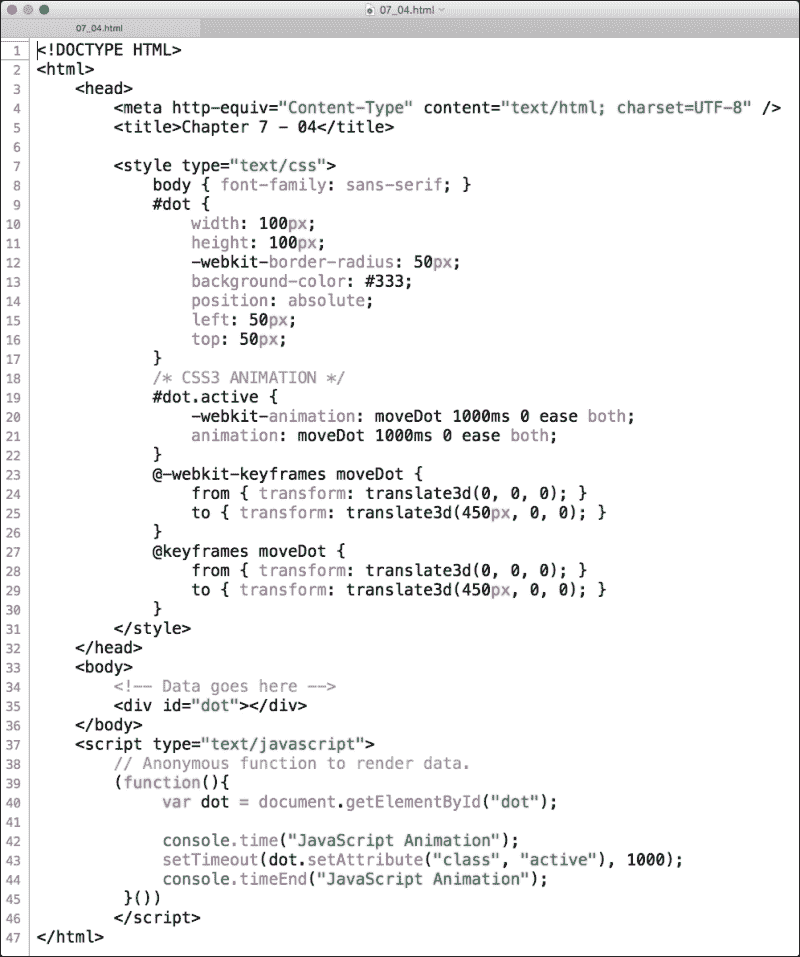 07_04.html
07_04.html
1 <!DOCTYPE HTML>
2 <html>
3     <head>
4         <meta http-equiv="Content-Type" content="text/html; charset=UTF-8" />
5         <title>Chapter 7 - 04</title>
6
7         <style type="text/css">
8             body { font-family: sans-serif; }
9             #dot {
10                 width: 100px;
11                 height: 100px;
12                 -webkit-border-radius: 50px;
13                 background-color: #333;
14                 position: absolute;
15                 left: 50px;
16                 top: 50px;
17             }
18             /* CSS3 ANIMATION */
19             #dot.active {
20                 -webkit-animation: moveDot 1000ms 0 ease both;
21                 animation: moveDot 1000ms 0 ease both;
22             }
23             @-webkit-keyframes moveDot {
24                 from { transform: translate3d(0, 0, 0); }
25                 to { transform: translate3d(450px, 0, 0); }
26             }
27             @keyframes moveDot {
28                 from { transform: translate3d(0, 0, 0); }
29                 to { transform: translate3d(450px, 0, 0); }
30             }
31         </style>
32     </head>
33     <body>
34         <!-- Data goes here -->
35         <div id="dot"></div>
36     </body>
37     <script type="text/javascript">
38         // Anonymous function to render data.
39         (function(){
40              var dot = document.getElementById("dot");
41
42              console.time("JavaScript Animation");
43              setTimeout(dot.setAttribute("class", "active"), 1000);
44              console.timeEnd("JavaScript Animation");
45          }())
46         </script>
47 </html>